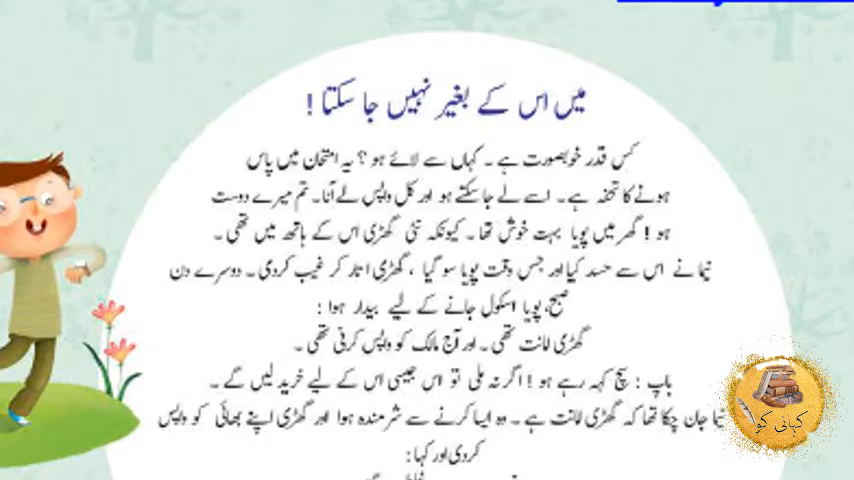 میں اس کے بغیر نہیں جا سکتا !
کس قدر خوبصورت ہے ۔ کہاں سے لائے ہو ؟ یہ امتحان میں پاس
ہونے کا تحفہ ہے۔ اسے لے جا سکتے ہو اور کل واپس لے آنا۔ تم میرے دوست
ہو ! گھر میں پویا بہت خوش تھا۔ کیونکہ نئی گھڑی اس کے ہاتھ میں تھی ۔
نیا نے اس سے حسد کیا اور جس وقت پویا سو گیا ، گھڑی اتار کر غیب کردی۔ دوسرے دن
صبح، پویا اسکول جانے کے لیے بیدار ہوا :
گھڑی امانت تھی ۔ اور آج مالک کو واپس کرنی تھی ۔
باپ : سچ کہہ رہے ہو ! اگر نہ ملی تو اس جیسی اس کے لیے خرید لیں گے ۔
نیا جان چکا تھا کہ گھڑی امانت ہے ۔ وہ ایسا کرنے سے شرمندہ ہوا اور گھڑی اپنے بھائی کو واپس
کردی اور کہا :
کہانی کو